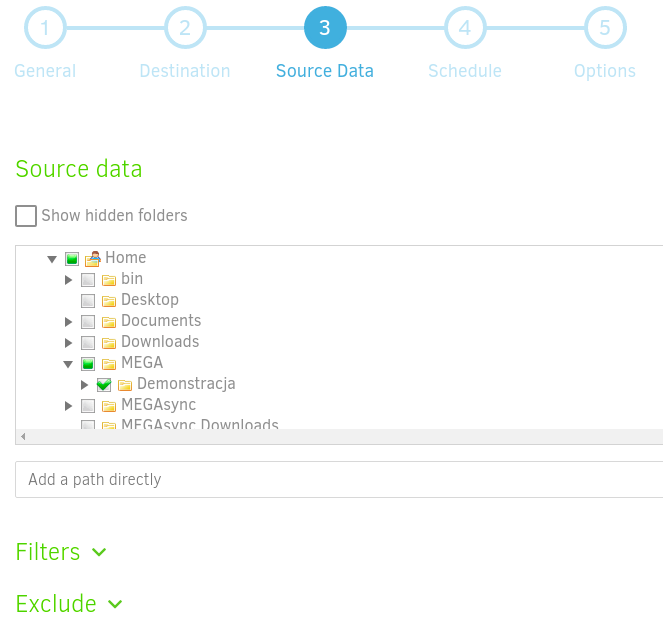 1 2 3 4 5
General Destination Source Data Schedule Options
Source data
Show hidden folders
Home
bin
Desktop
Documents
Downloads
MEGA
Demonstracja
MEGAsync
MEGAsync Downloads
Add a path directly
Filters
Exclude